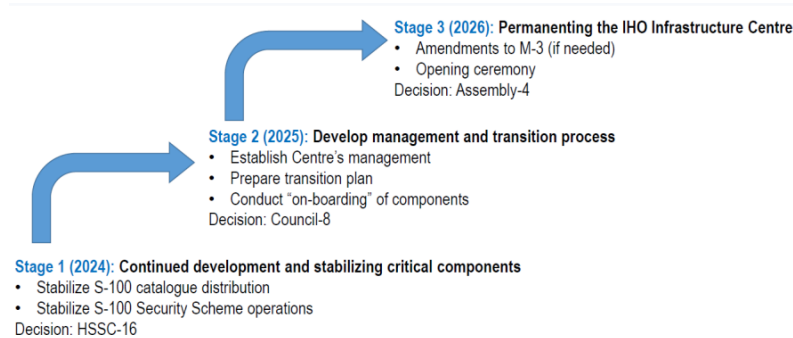 Stage 3 (2026): Permanenting the IHO Infrastructure Centre
• Amendments to M-3 (if needed)
• Opening ceremony
Decision: Assembly-4
Stage 2 (2025): Develop management and transition process
• Establish Centre's management
• Prepare transition plan
• Conduct “on-boarding” of components
Decision: Council-8
Stage 1 (2024): Continued development and stabilizing critical components
• Stabilize S-100 catalogue distribution
• Stabilize S-100 Security Scheme operations
Decision: HSSC-16